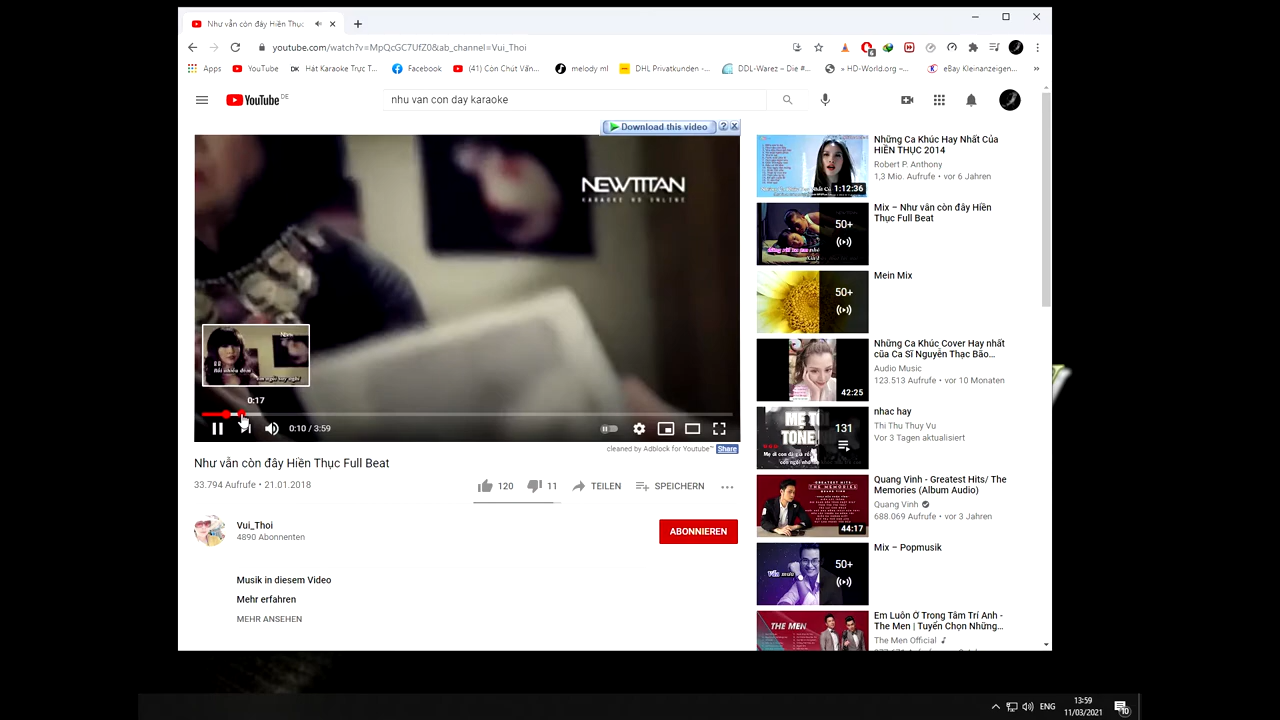 Như vẫn còn đây Hiền Thục
youtube.com/watch?v=MpQcGC7UfZ0&ab_channel=Vui_Thoi
6
Apps
YouTube
DK Hát Karaoke Trực T...
Facebook
(41) Còn Chút Vấn...
melody ml
DHL Privatkunden -...
DDL-Warez – Die #...
» HD-World.org –...
eBay Kleinanzeigen...
»
YouTube DE
nhu van con day karaoke
Download this video
NEWTITAN
KARAOKE HD ONLINE
Rồi nhiều đêm
0:17
0:10 / 3:59
cleaned by Adblock for Youtube™ Share
Như vẫn còn đây Hiền Thục Full Beat
33.794 Aufrufe • 21.01.2018
120
11
TEILEN
SPEICHERN
Vui_Thoi
4890 Abonnenten
ABONNIEREN
Musik in diesem Video
Mehr erfahren
MEHR ANSEHEN
1:12:36
Những Ca Khúc Hay Nhất Của
HIỀN THỤC 2014
Robert P. Anthony
1,3 Mio. Aufrufe • vor 6 Jahren
50+
Mix – Như vẫn còn đây Hiền
Thục Full Beat
50+
Mein Mix
42:25
Những Ca Khúc Cover Hay nhất
của Ca Sĩ Nguyễn Thạc Bảo...
Audio Music
123.513 Aufrufe • vor 10 Monaten
131
nhac hay
Thi Thu Thuy Vu
Vor 3 Tagen aktualisiert
44:17
Quang Vinh - Greatest Hits/ The
Memories (Album Audio)
Quang Vinh
688.069 Aufrufe • vor 3 Jahren
50+
Mix – Popmusik
THE MEN
Em Luôn Ở Trong Tâm Trí Anh -
The Men | Tuyển Chọn Những...
The Men Official
ENG
13:59
11/03/2021
10